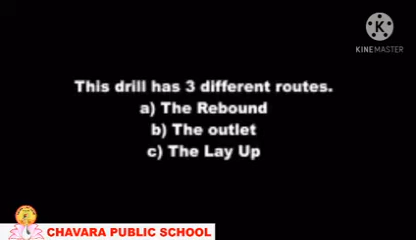 KINEMASTER
This drill has 3 different routes.
a) The Rebound
b) The outlet
c) The Lay Up
CHAVARA PUBLIC SCHOOL